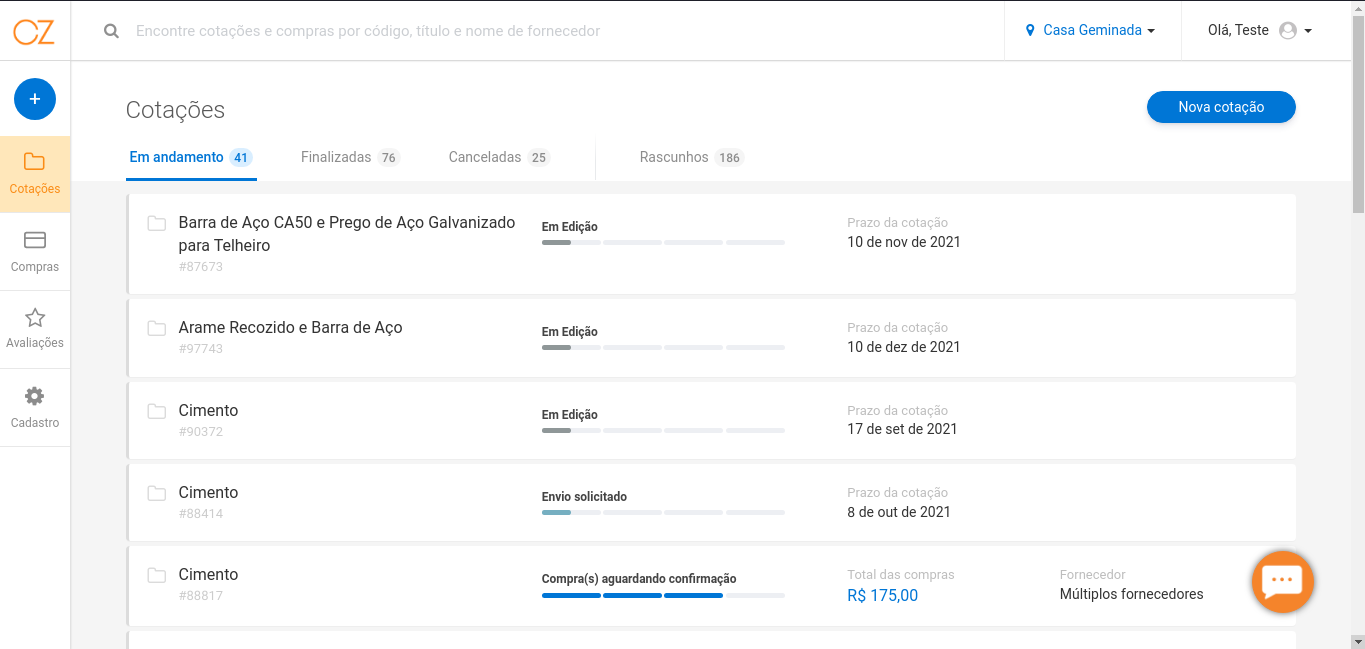 OZ
Encontre cotações e compras por código, título e nome de fornecedor
Casa Geminada
Olá, Teste
+
Cotações
Compras
Avaliações
Cadastro
Cotações
Nova cotação
Em andamento 41
Finalizadas 76
Canceladas 25
Rascunhos 186
Barra de Aço CA50 e Prego de Aço Galvanizado
para Telheiro
#87673
Em Edição
Prazo da cotação
10 de nov de 2021
Arame Recozido e Barra de Aço
#97743
Em Edição
Prazo da cotação
10 de dez de 2021
Cimento
#90372
Em Edição
Prazo da cotação
17 de set de 2021
Cimento
#88414
Envio solicitado
Prazo da cotação
8 de out de 2021
Cimento
#88817
Compra(s) aguardando confirmação
Total das compras
R$ 175,00
Fornecedor
Múltiplos fornecedores